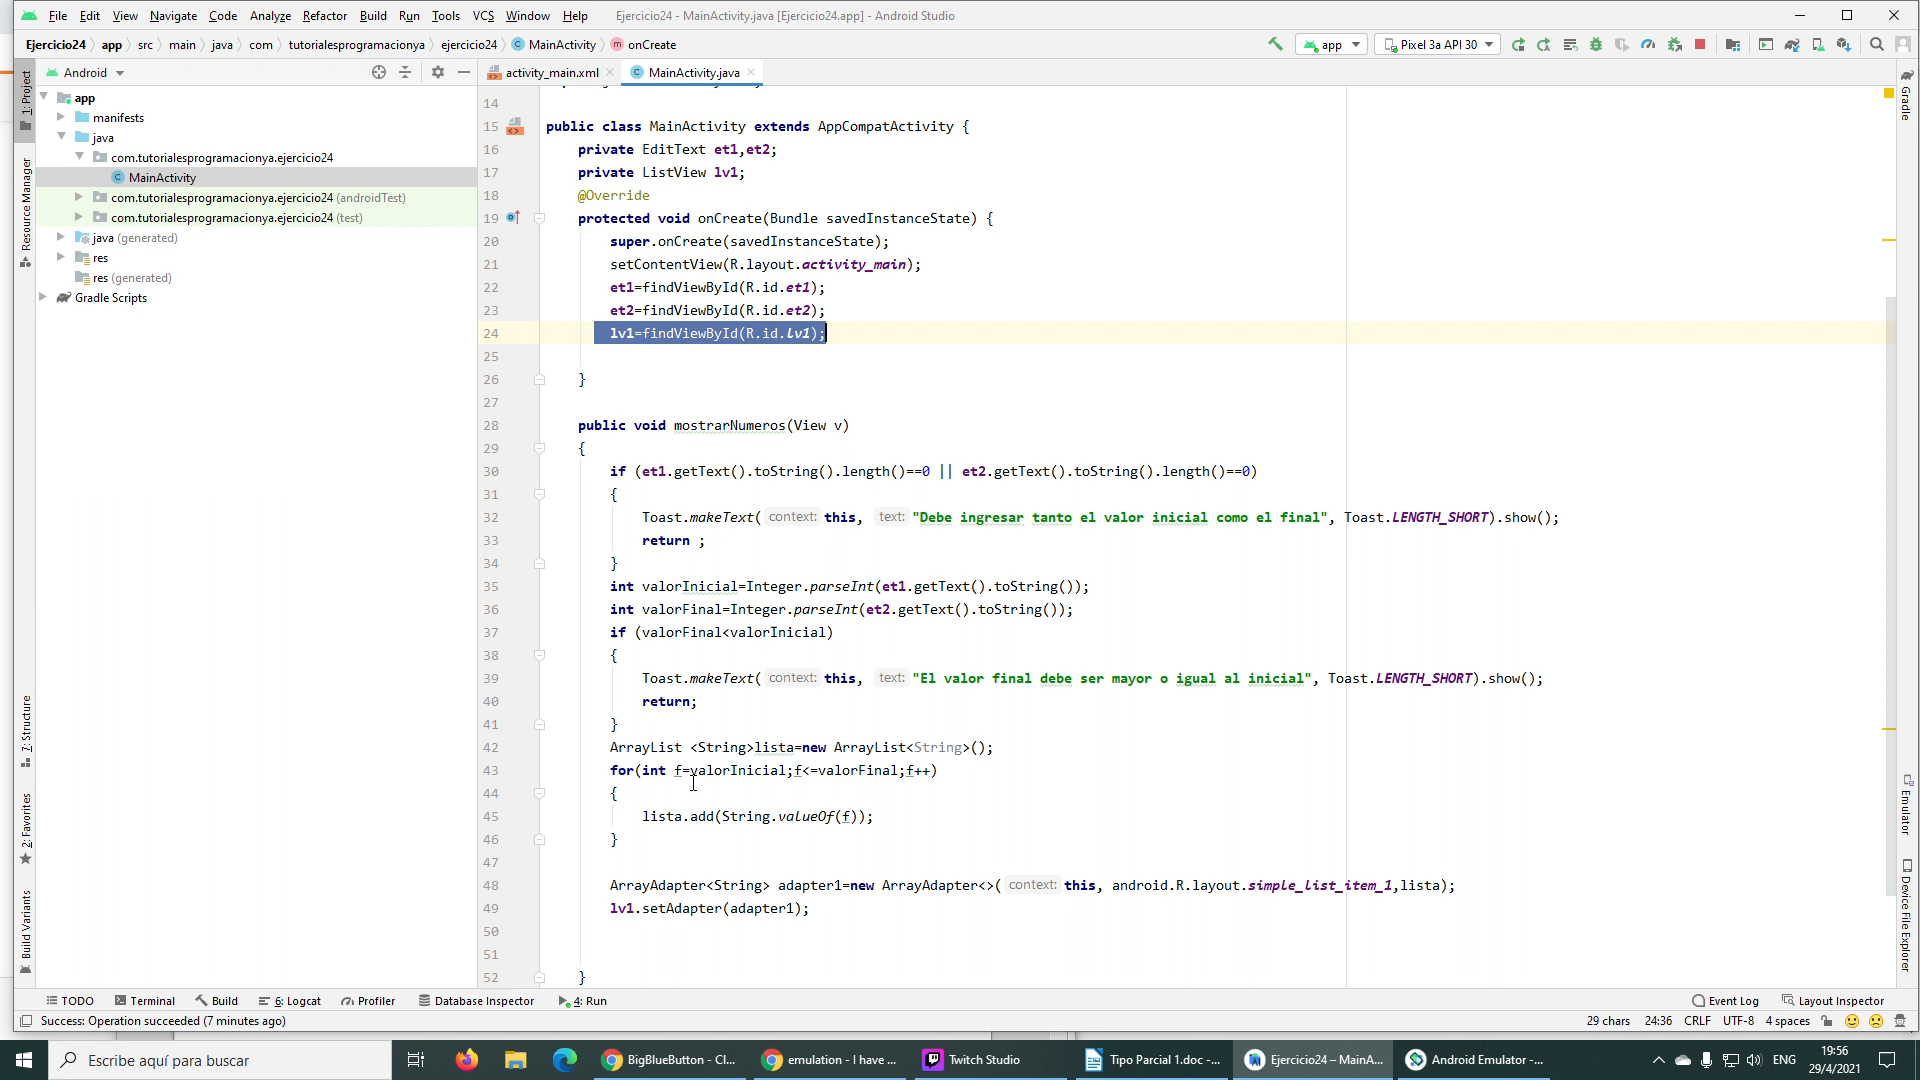 File Edit View Navigate Code Analyze Refactor Build Run Tools VCS Window Help Ejercicio24 - MainActivity.java [Ejercicio24.app] - Android Studio
Ejercicio24 app src main java com tutorialesprogramacionya ejercicio24 MainActivity onCreate app Pixel 3a API 30
Android activity_main.xml MainActivity.java
1: Project
Resource Manager
7: Structure
2: Favorites
Build Variants
app
manifests
java
com.tutorialesprogramacionya.ejercicio24
MainActivity
com.tutorialesprogramacionya.ejercicio24 (androidTest)
com.tutorialesprogramacionya.ejercicio24 (test)
java (generated)
res
res (generated)
Gradle Scripts
14
15 public class MainActivity extends AppCompatActivity {
16 private EditText et1,et2;
17 private ListView lv1;
18 @Override
19 protected void onCreate(Bundle savedInstanceState) {
20 super.onCreate(savedInstanceState);
21 setContentView(R.layout.activity_main);
22 et1=findViewById(R.id.et1);
23 et2=findViewById(R.id.et2);
24 lv1=findViewById(R.id.lv1);
25
26 }
27
28 public void mostrarNumeros(View v)
29 {
30 if (et1.getText().toString().length()==0 || et2.getText().toString().length()==0)
31 {
32 Toast.makeText( context: this, text: "Debe ingresar tanto el valor inicial como el final", Toast.LENGTH_SHORT).show();
33 return ;
34 }
35 int valorInicial=Integer.parseInt(et1.getText().toString());
36 int valorFinal=Integer.parseInt(et2.getText().toString());
37 if (valorFinal<valorInicial)
38 {
39 Toast.makeText( context: this, text: "El valor final debe ser mayor o igual al inicial", Toast.LENGTH_SHORT).show();
40 return;
41 }
42 ArrayList <String>lista=new ArrayList<String>();
43 for(int f=valorInicial;f<=valorFinal;f++)
44 {
45 lista.add(String.valueOf(f));
46 }
47
48 ArrayAdapter<String> adapter1=new ArrayAdapter<>( context: this, android.R.layout.simple_list_item_1,lista);
49 lv1.setAdapter(adapter1);
50
51
52 }
Gradle
Emulator
Device File Explorer
TODO Terminal Build 6: Logcat Profiler Database Inspector 4: Run Event Log Layout Inspector
Success: Operation succeeded (7 minutes ago) 29 chars 24:36 CRLF UTF-8 4 spaces
Escribe aquí para buscar BigBlueButton - Cl... emulation - I have ... Twitch Studio Tipo Parcial 1.doc -... Ejercicio24 – MainA... Android Emulator -... ENG 19:56
29/4/2021